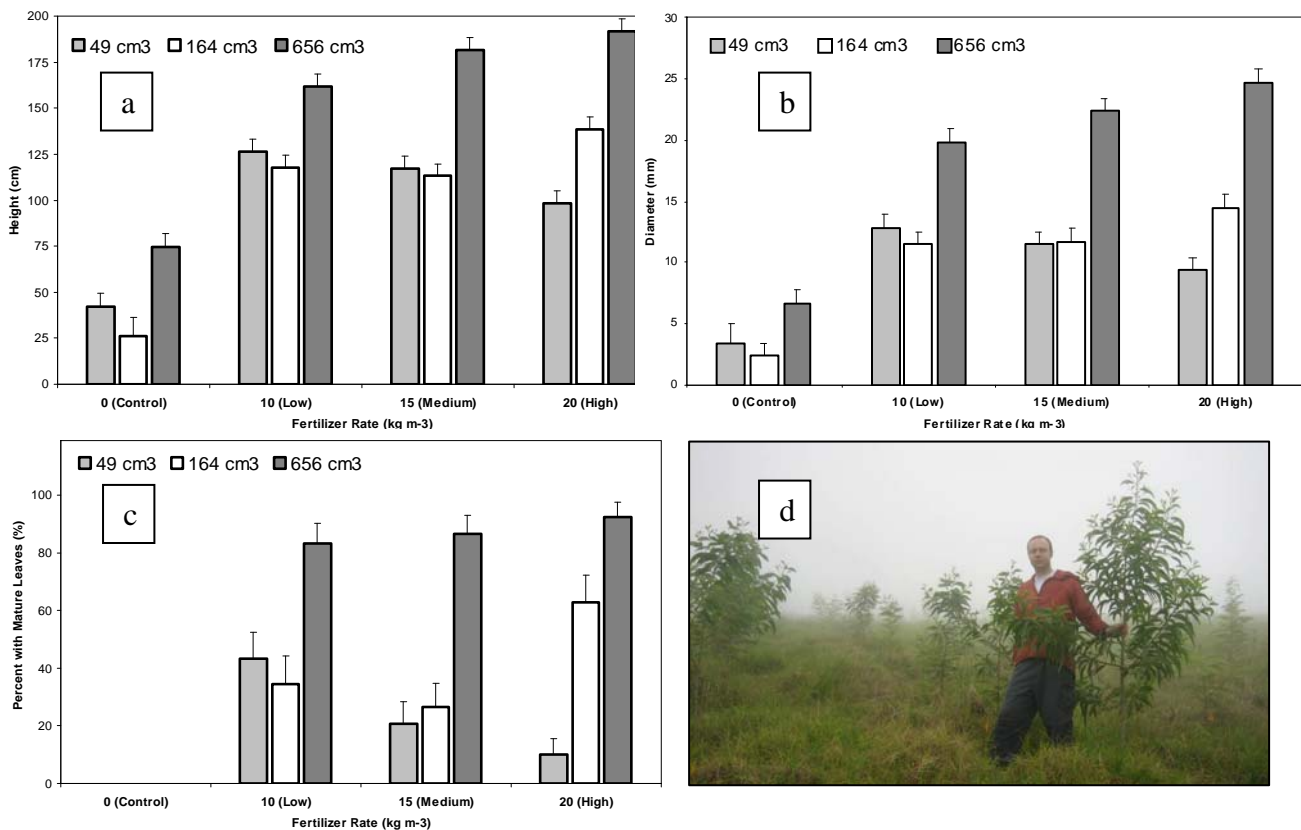 49 cm3 164 cm3 656 cm3
a
Height (cm)
200
175
150
125
100
75
50
25
0
0 (Control) 10 (Low) 15 (Medium) 20 (High)
Fertilizer Rate (kg m-3)
49 cm3 164 cm3 656 cm3
b
Diameter (mm)
30
25
20
15
10
5
0
0 (Control) 10 (Low) 15 (Medium) 20 (High)
Fertilizer Rate (kg m-3)
49 cm3 164 cm3 656 cm3
c
Percent with Mature Leaves (%)
100
80
60
40
20
0
0 (Control) 10 (Low) 15 (Medium) 20 (High)
Fertilizer Rate (kg m-3)
d